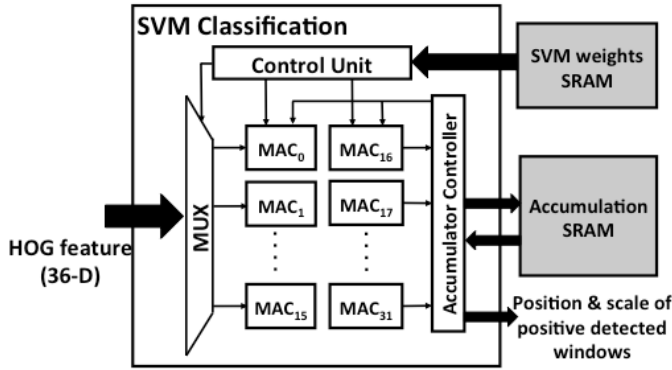 SVM Classification
Control Unit
SVM weights
SRAM
MUX
MAC0
MAC16
MAC1
MAC17
MAC15
MAC31
Accumulator Controller
Accumulation
SRAM
HOG feature
(36-D)
Position & scale of
positive detected
windows